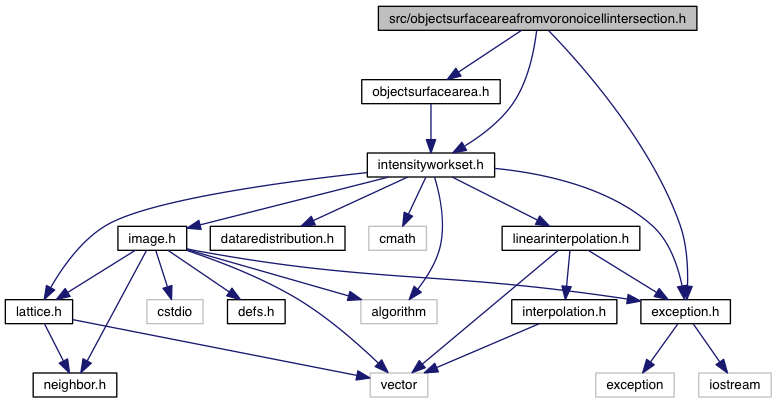 src/objectsurfaceareafromvoronoicellintersection.h
objectsurfacearea.h
intensityworkset.h
image.h
dataredistribution.h
cmath
linearinterpolation.h
lattice.h
cstdio
defs.h
algorithm
interpolation.h
exception.h
neighbor.h
vector
exception
iostream